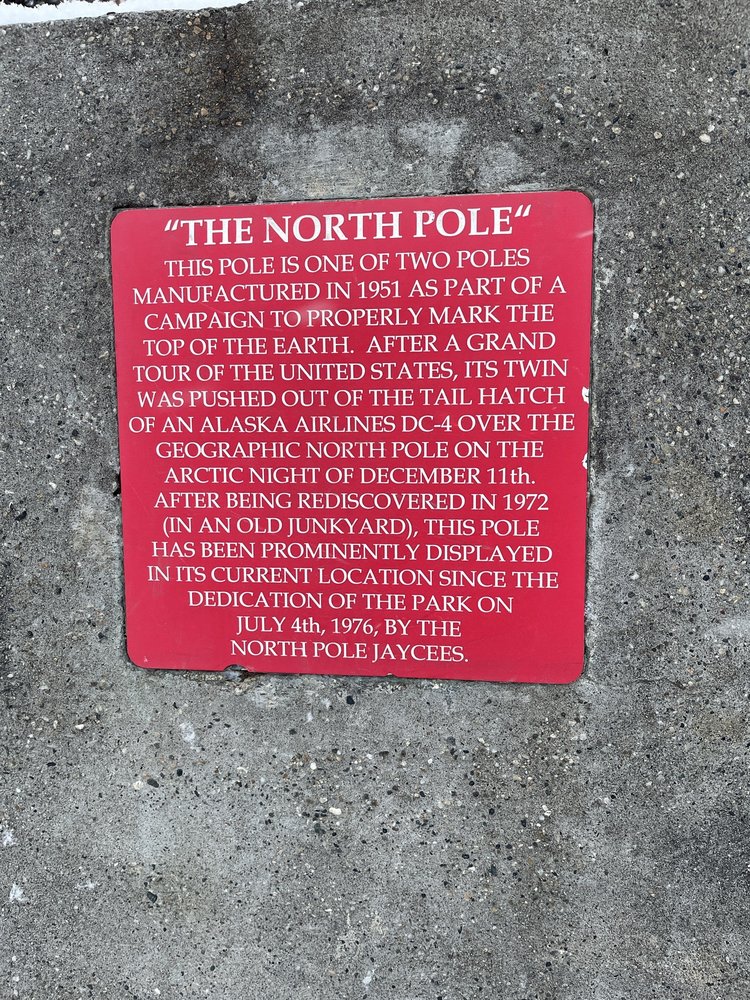 “THE NORTH POLE“
THIS POLE IS ONE OF TWO POLES
MANUFACTURED IN 1951 AS PART OF A
CAMPAIGN TO PROPERLY MARK THE
TOP OF THE EARTH. AFTER A GRAND
TOUR OF THE UNITED STATES, ITS TWIN
WAS PUSHED OUT OF THE TAIL HATCH
OF AN ALASKA AIRLINES DC-4 OVER THE
GEOGRAPHIC NORTH POLE ON THE
ARCTIC NIGHT OF DECEMBER 11th.
AFTER BEING REDISCOVERED IN 1972
(IN AN OLD JUNKYARD), THIS POLE
HAS BEEN PROMINENTLY DISPLAYED
IN ITS CURRENT LOCATION SINCE THE
DEDICATION OF THE PARK ON
JULY 4th, 1976, BY THE
NORTH POLE JAYCEES.